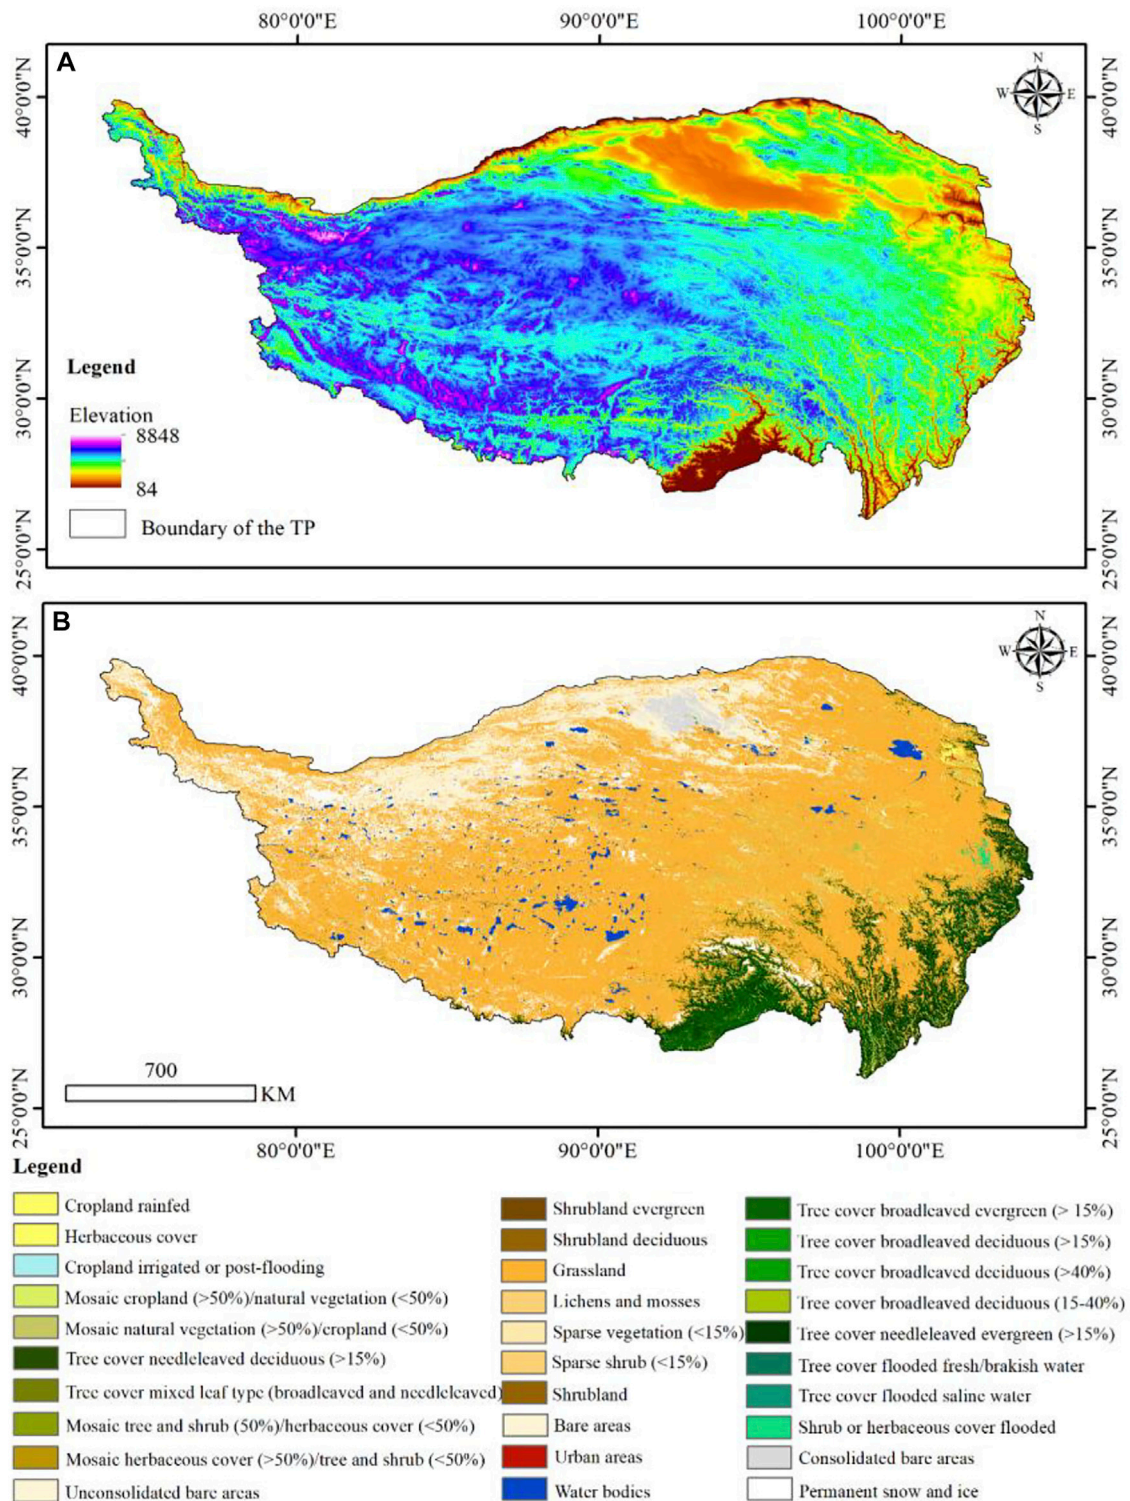 80°0'0"E 90°0'0"E 100°0'0"E
A
N
W E
S
40°0'0"N 40°0'0"N
35°0'0"N 35°0'0"N
30°0'0"N 30°0'0"N
25°0'0"N 25°0'0"N
Legend
Elevation
8848
84
Boundary of the TP
B
N
W E
S
40°0'0"N 40°0'0"N
35°0'0"N 35°0'0"N
30°0'0"N 30°0'0"N
25°0'0"N 25°0'0"N
700
KM
80°0'0"E 90°0'0"E 100°0'0"E
Legend
Cropland rainfed
Herbaceous cover
Cropland irrigated or post-flooding
Mosaic cropland (>50%)/natural vegetation (<50%)
Mosaic natural vegetation (>50%)/cropland (<50%)
Tree cover needleleaved deciduous (>15%)
Tree cover mixed leaf type (broadleaved and needleleaved)
Mosaic tree and shrub (50%)/herbaceous cover (<50%)
Mosaic herbaceous cover (>50%)/tree and shrub (<50%)
Unconsolidated bare areas
Shrubland evergreen
Shrubland deciduous
Grassland
Lichens and mosses
Sparse vegetation (<15%)
Sparse shrub (<15%)
Shrubland
Bare areas
Urban areas
Water bodies
Tree cover broadleaved evergreen (> 15%)
Tree cover broadleaved deciduous (>15%)
Tree cover broadleaved deciduous (>40%)
Tree cover broadleaved deciduous (15-40%)
Tree cover needleleaved evergreen (>15%)
Tree cover flooded fresh/brakish water
Tree cover flooded saline water
Shrub or herbaceous cover flooded
Consolidated bare areas
Permanent snow and ice